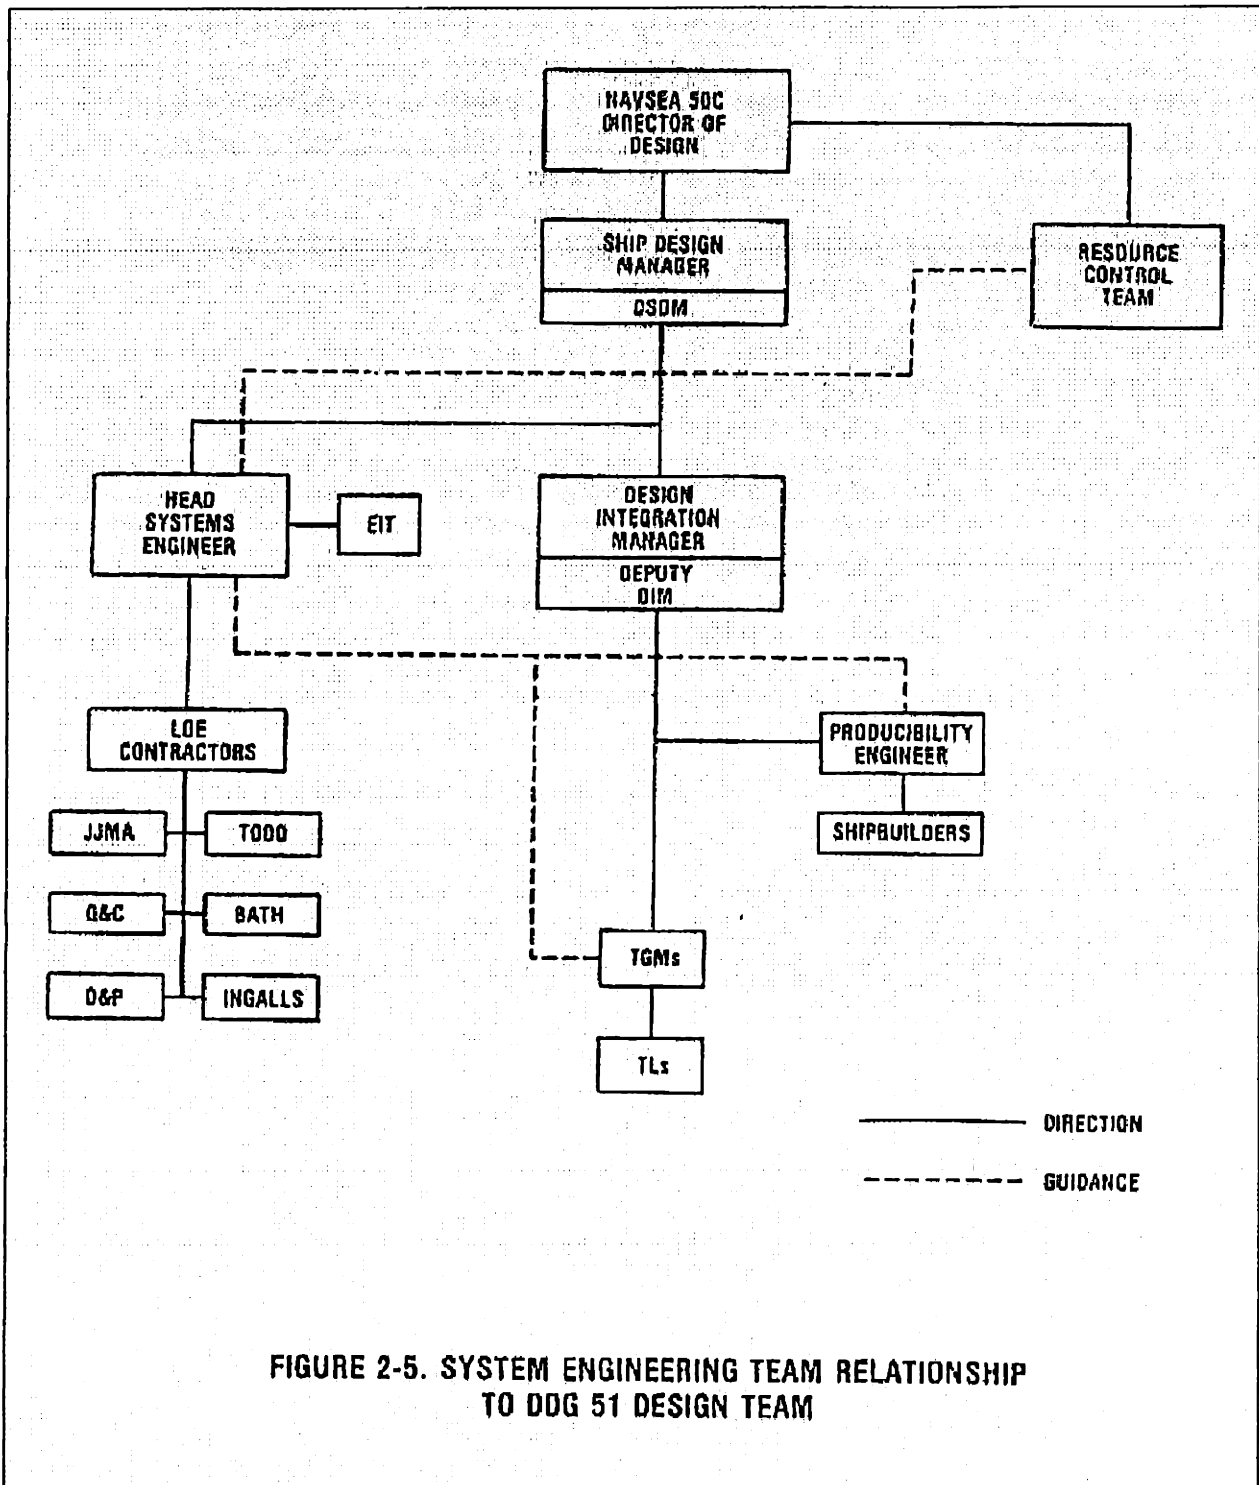 NAVSEA 50C
DIRECTOR OF
DESIGN
SHIP DESIGN
MANAGER
DSDM
RESOURCE
CONTROL
TEAM
HEAD
SYSTEMS
ENGINEER
EIT
DESIGN
INTEGRATION
MANAGER
DEPUTY
DIM
LOE
CONTRACTORS
PRODUCIBILITY
ENGINEER
SHIPBUILDERS
JJMA
TODD
G&C
BATH
D&P
INGALLS
TGMs
TLs
DIRECTION
GUIDANCE
FIGURE 2-5. SYSTEM ENGINEERING TEAM RELATIONSHIP
TO DDG 51 DESIGN TEAM